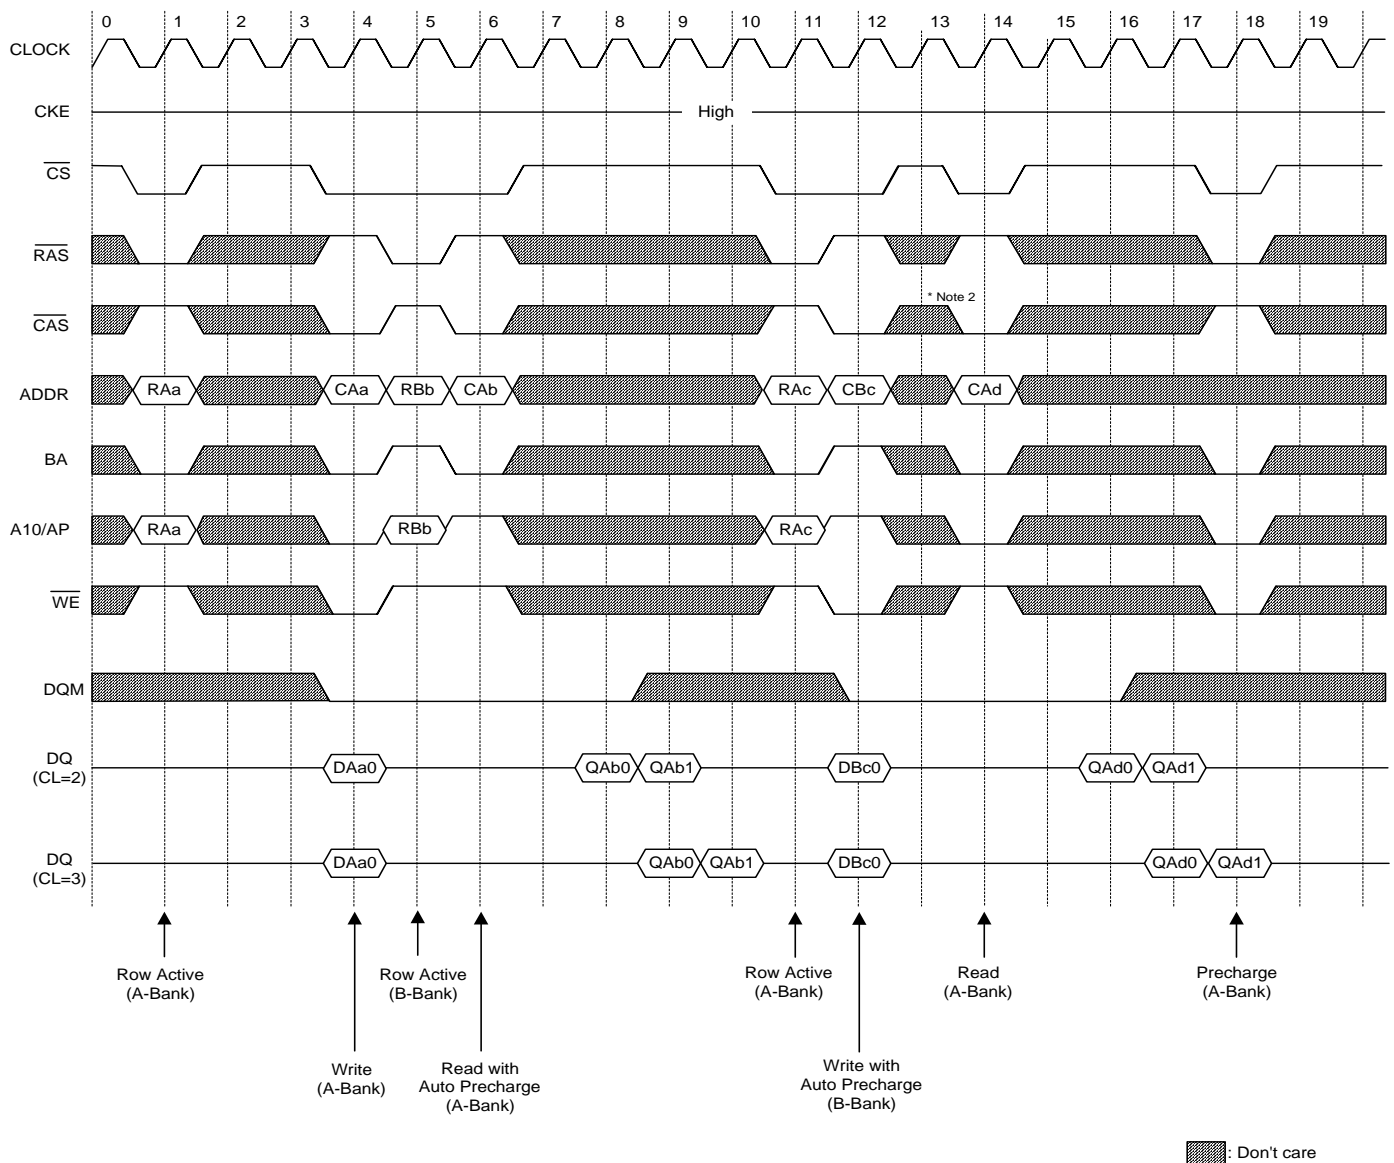 0 1 2 3 4 5 6 7 8 9 10 11 12 13 14 15 16 17 18 19
CLOCK
CKE High
CS
RAS
* Note 2
CAS
ADDR RAa CAa RBb CAb RAc CBc CAd
BA
A10/AP RAa RBb RAc
WE
DQM
DQ
(CL=2)
DAa0 QAb0 QAb1 DBc0 QAd0 QAd1
DQ
(CL=3)
DAa0 QAb0 QAb1 DBc0 QAd0 QAd1
Row Active
(A-Bank)
Row Active
(B-Bank)
Row Active
(A-Bank)
Read
(A-Bank)
Precharge
(A-Bank)
Write
(A-Bank)
Read with
Auto Precharge
(A-Bank)
Write with
Auto Precharge
(B-Bank)
: Don't care